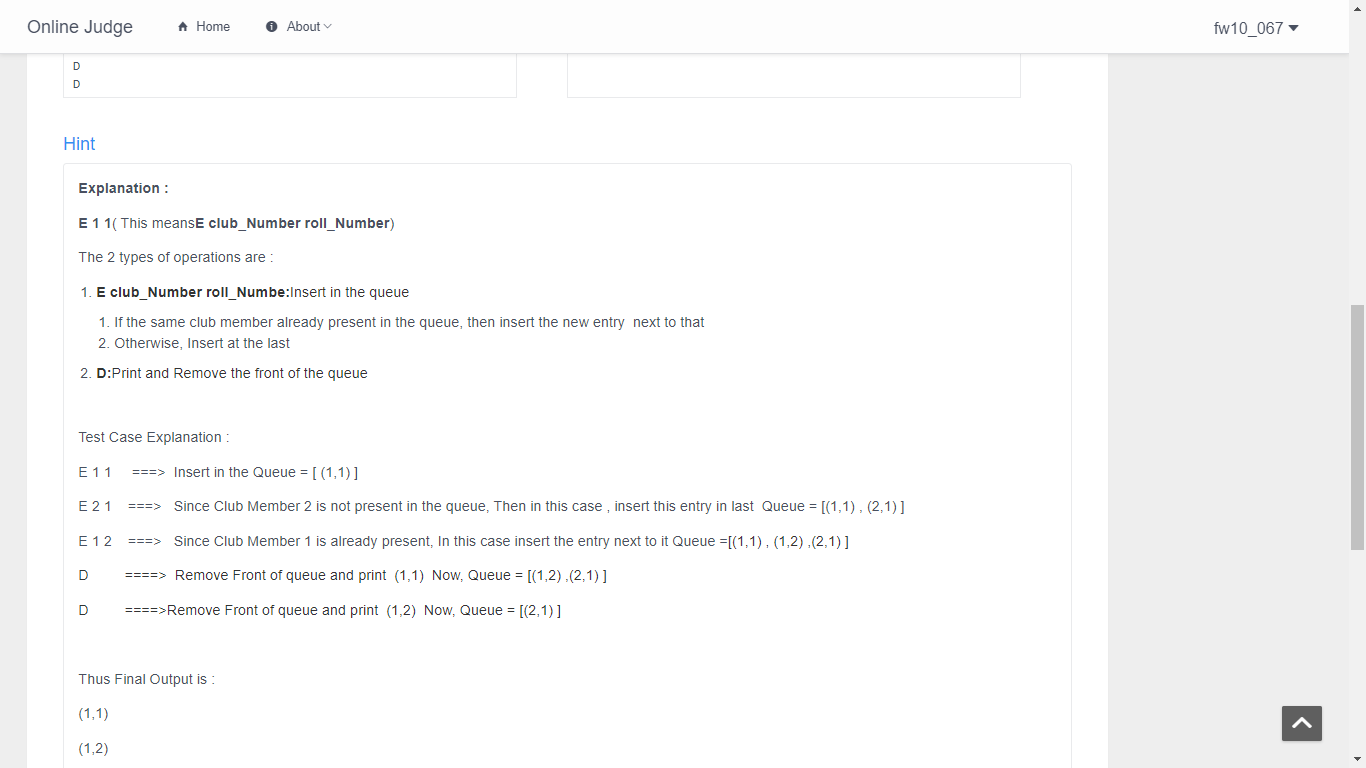 Online Judge Home About fw10_067
D
D
Hint
Explanation :
E 1 1( This meansE club_Number roll_Number)
The 2 types of operations are :
1. E club_Number roll_Numbe:Insert in the queue
1. If the same club member already present in the queue, then insert the new entry  next to that
2. Otherwise, Insert at the last
2. D:Print and Remove the front of the queue
Test Case Explanation :
E 1 1 ===> Insert in the Queue = [ (1,1) ]
E 2 1 ===> Since Club Member 2 is not present in the queue, Then in this case , insert this entry in last Queue = [(1,1) , (2,1) ]
E 1 2 ===> Since Club Member 1 is already present, In this case insert the entry next to it Queue =[(1,1) , (1,2) ,(2,1) ]
D ====> Remove Front of queue and print (1,1) Now, Queue = [(1,2) ,(2,1) ]
D ====>Remove Front of queue and print (1,2) Now, Queue = [(2,1) ]
Thus Final Output is :
(1,1)
(1,2)